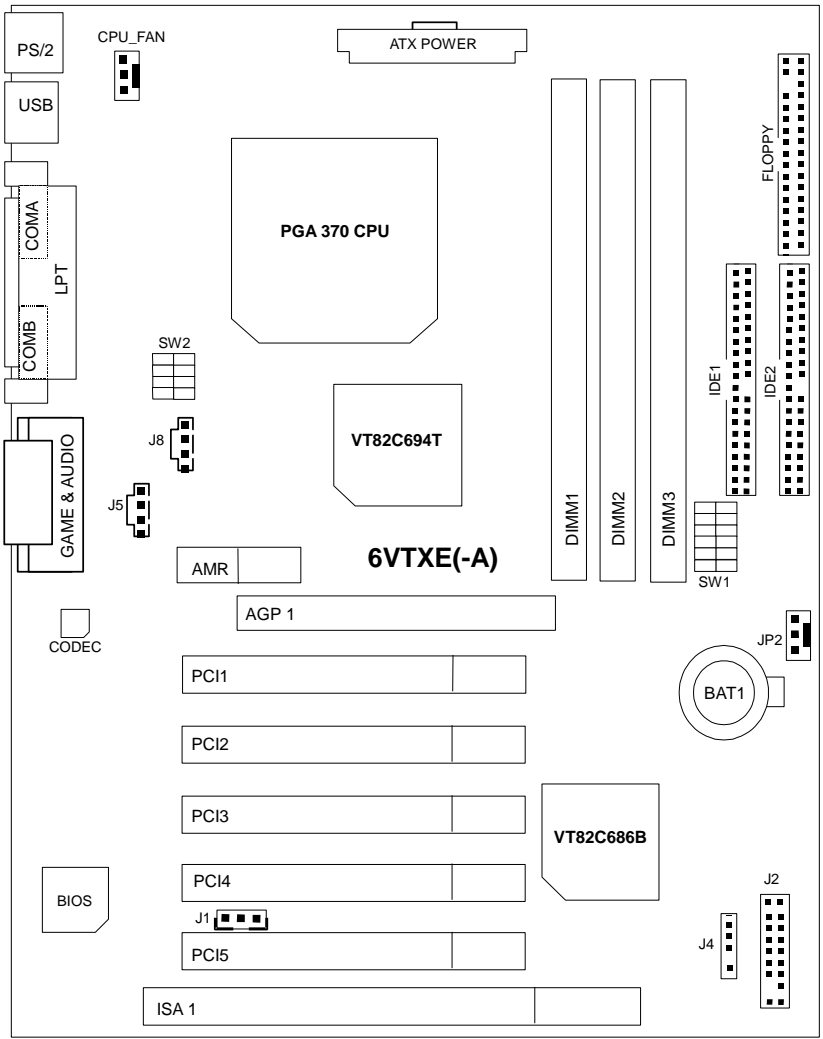 CPU_FAN
ATX POWER
PS/2
USB
FLOPPY
COMA
LPT
COMB
PGA 370 CPU
SW2
IDE1
IDE2
J8
VT82C694T
GAME & AUDIO
J5
DIMM1
DIMM2
DIMM3
AMR
6VTXE(-A)
SW1
AGP 1
CODEC
JP2
PCI1
BAT1
PCI2
PCI3
VT82C686B
PCI4
BIOS
J2
J1
J4
PCI5
ISA 1